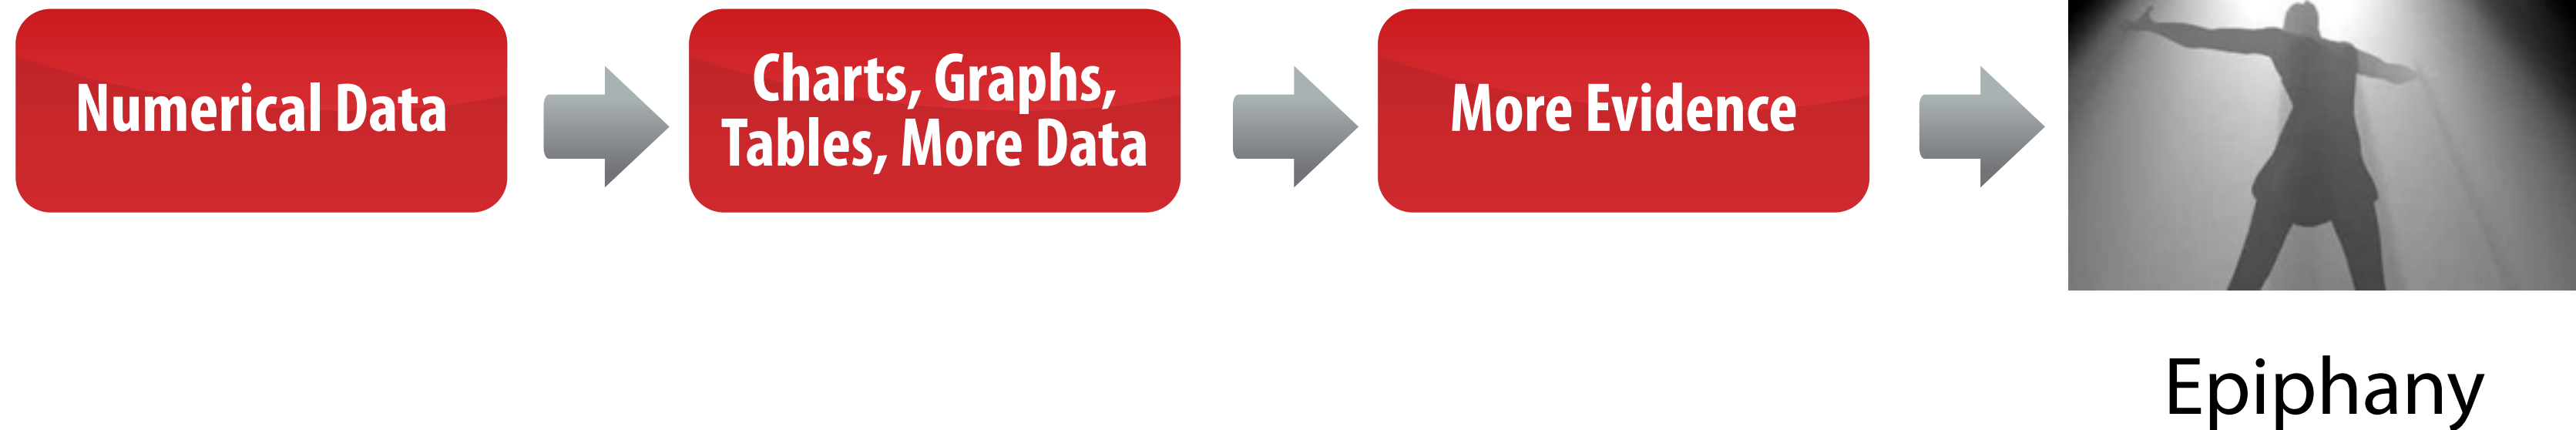 Numerical Data
Charts, Graphs,
Tables, More Data
More Evidence
Epiphany